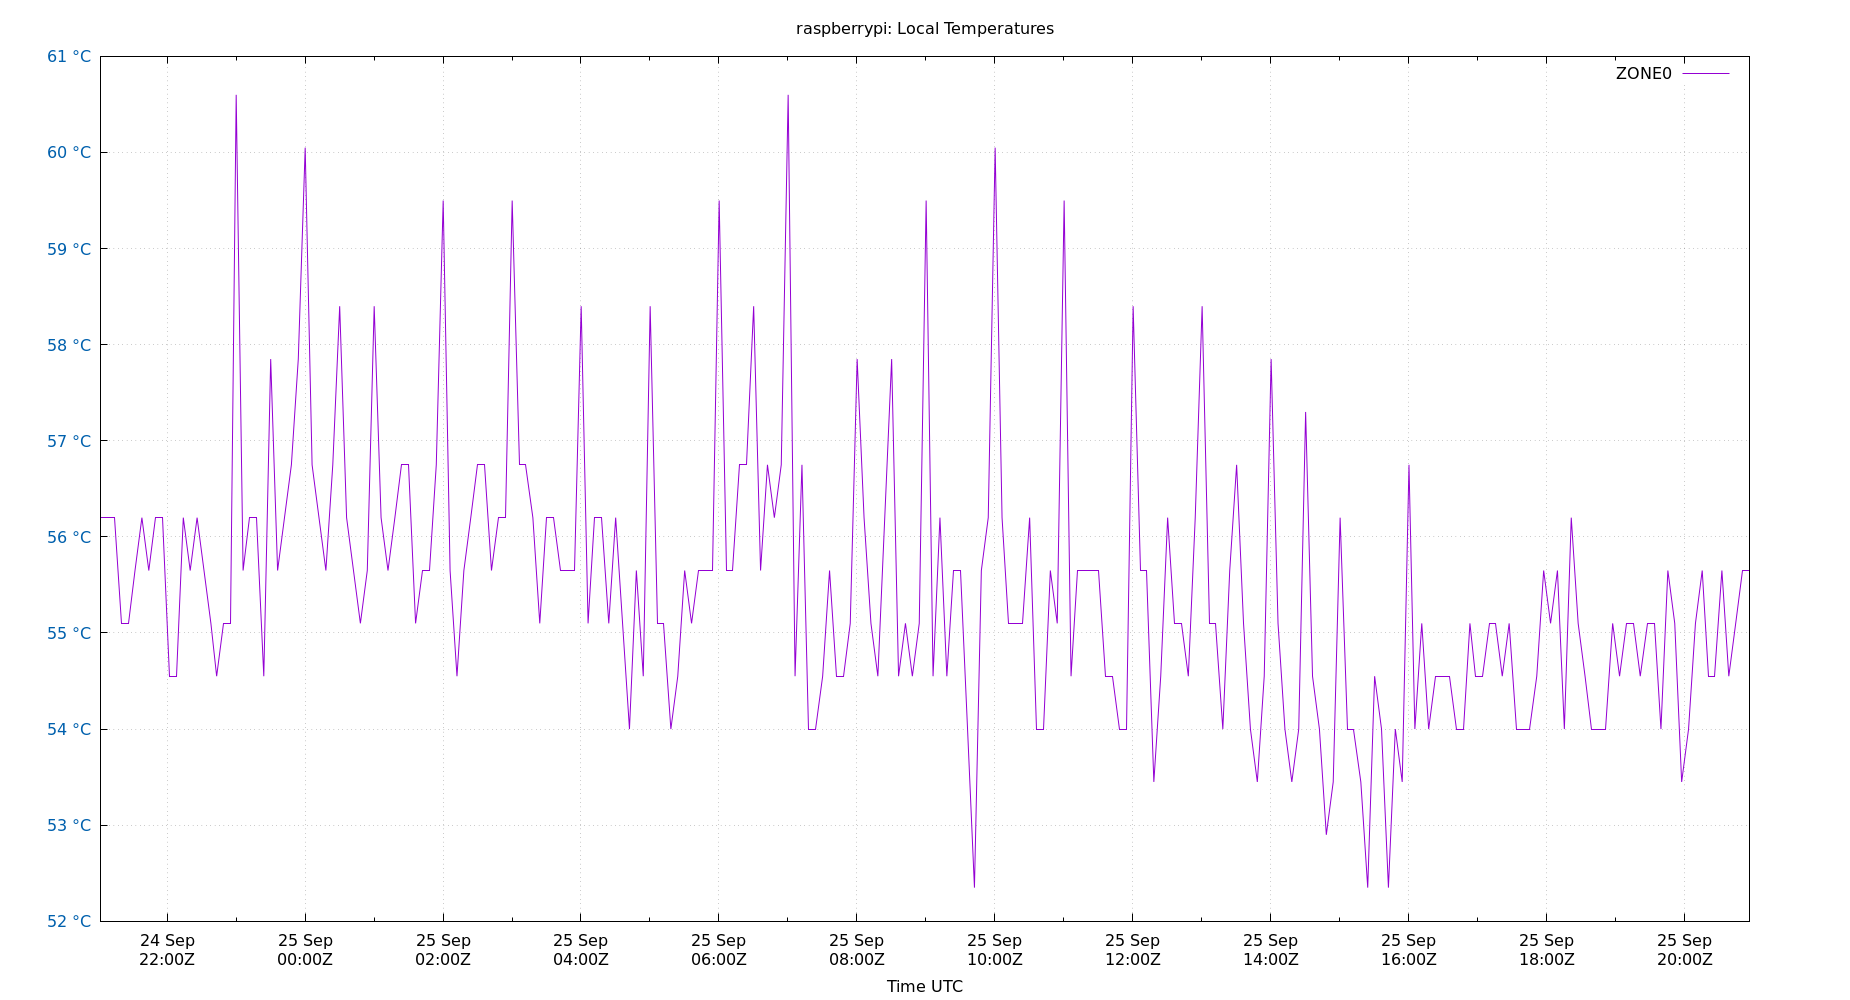 raspberrypi: Local Temperatures
61 °C
ZONE0
60 °C
59 °C
58 °C
57 °C
56 °C
55 °C
54 °C
53 °C
52 °C
24 Sep 25 Sep 25 Sep 25 Sep 25 Sep 25 Sep 25 Sep 25 Sep 25 Sep 25 Sep 25 Sep 25 Sep
22:00Z 00:00Z 02:00Z 04:00Z 06:00Z 08:00Z 10:00Z 12:00Z 14:00Z 16:00Z 18:00Z 20:00Z
Time UTC